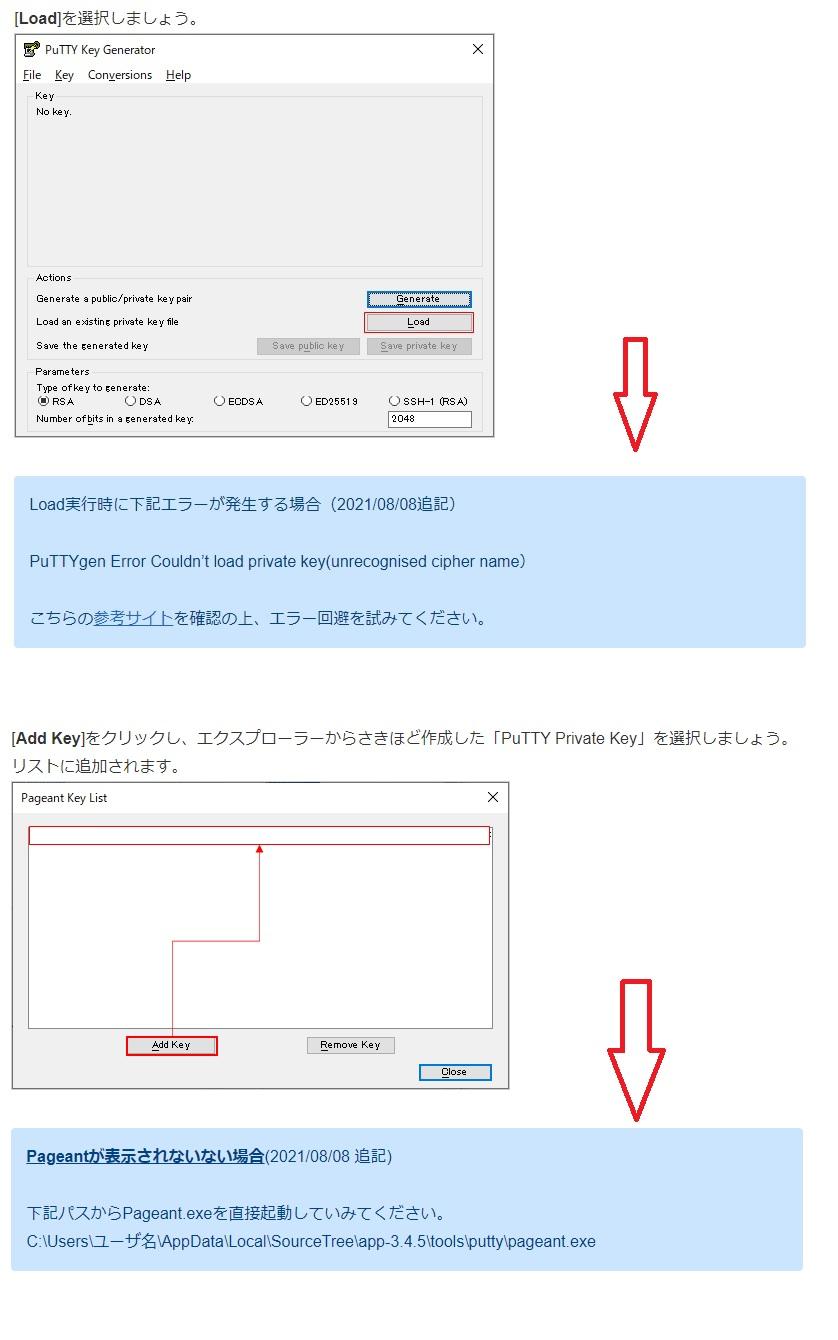 [Load]を選択しましょう。
PuTTY Key Generator
File Key Conversions Help
Key
No key.
Actions
Generate a public/private key pair
Generate
Load an existing private key file
Load
Save the generated key
Save public key
Save private key
Parameters
Type of key to generate:
RSA DSA ECDSA ED25519 SSH-1 (RSA)
Number of bits in a generated key:
2048
Load実行時に下記エラーが発生する場合（2021/08/08追記）
PuTTYgen Error Couldn’t load private key(unrecognised cipher name）
こちらの参考サイトを確認の上、エラー回避を試みてください。
[Add Key]をクリックし、エクスプローラーからさきほど作成した「PuTTY Private Key」を選択しましょう。
リストに追加されます。
Pageant Key List
Add Key
Remove Key
Close
Pageantが表示されないない場合(2021/08/08 追記)
下記パスからPageant.exeを直接起動していみてください。
C:\Users\ユーザ名\AppData\Local\SourceTree\app-3.4.5\tools\putty\pageant.exe